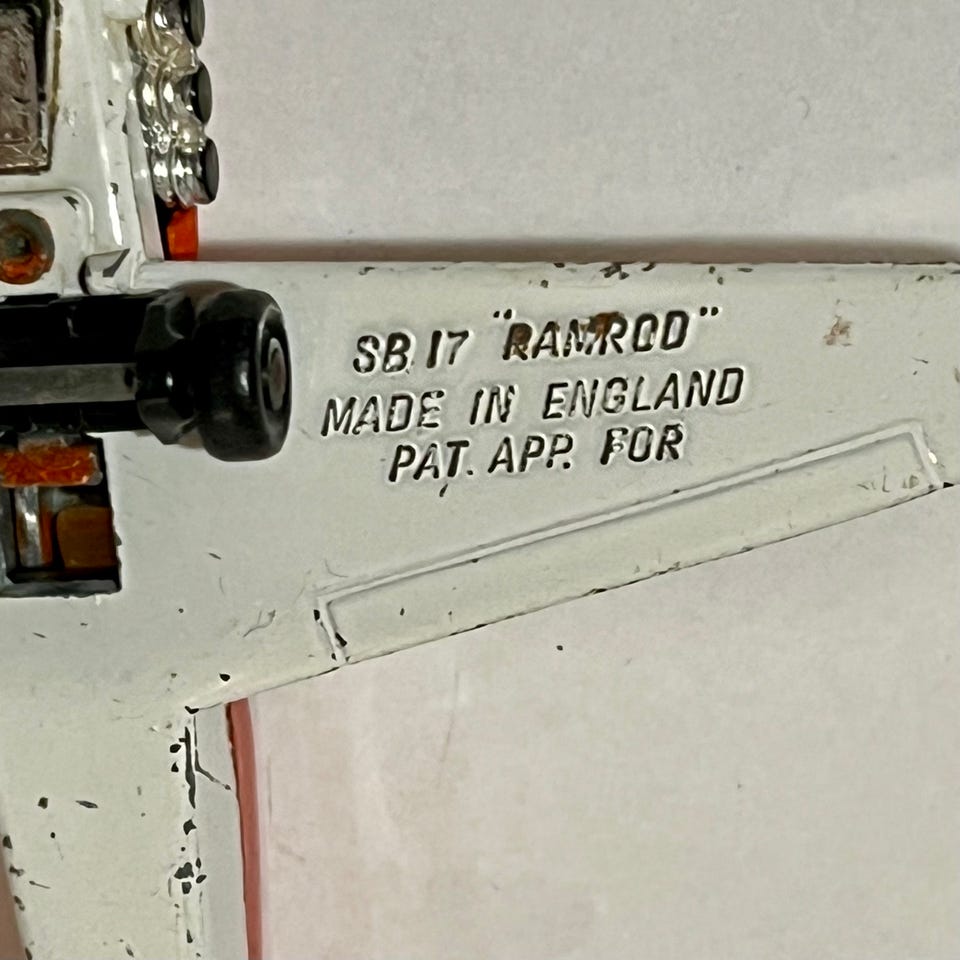 SB 17 "RAMROD"
MADE IN ENGLAND
PAT. APP. FOR